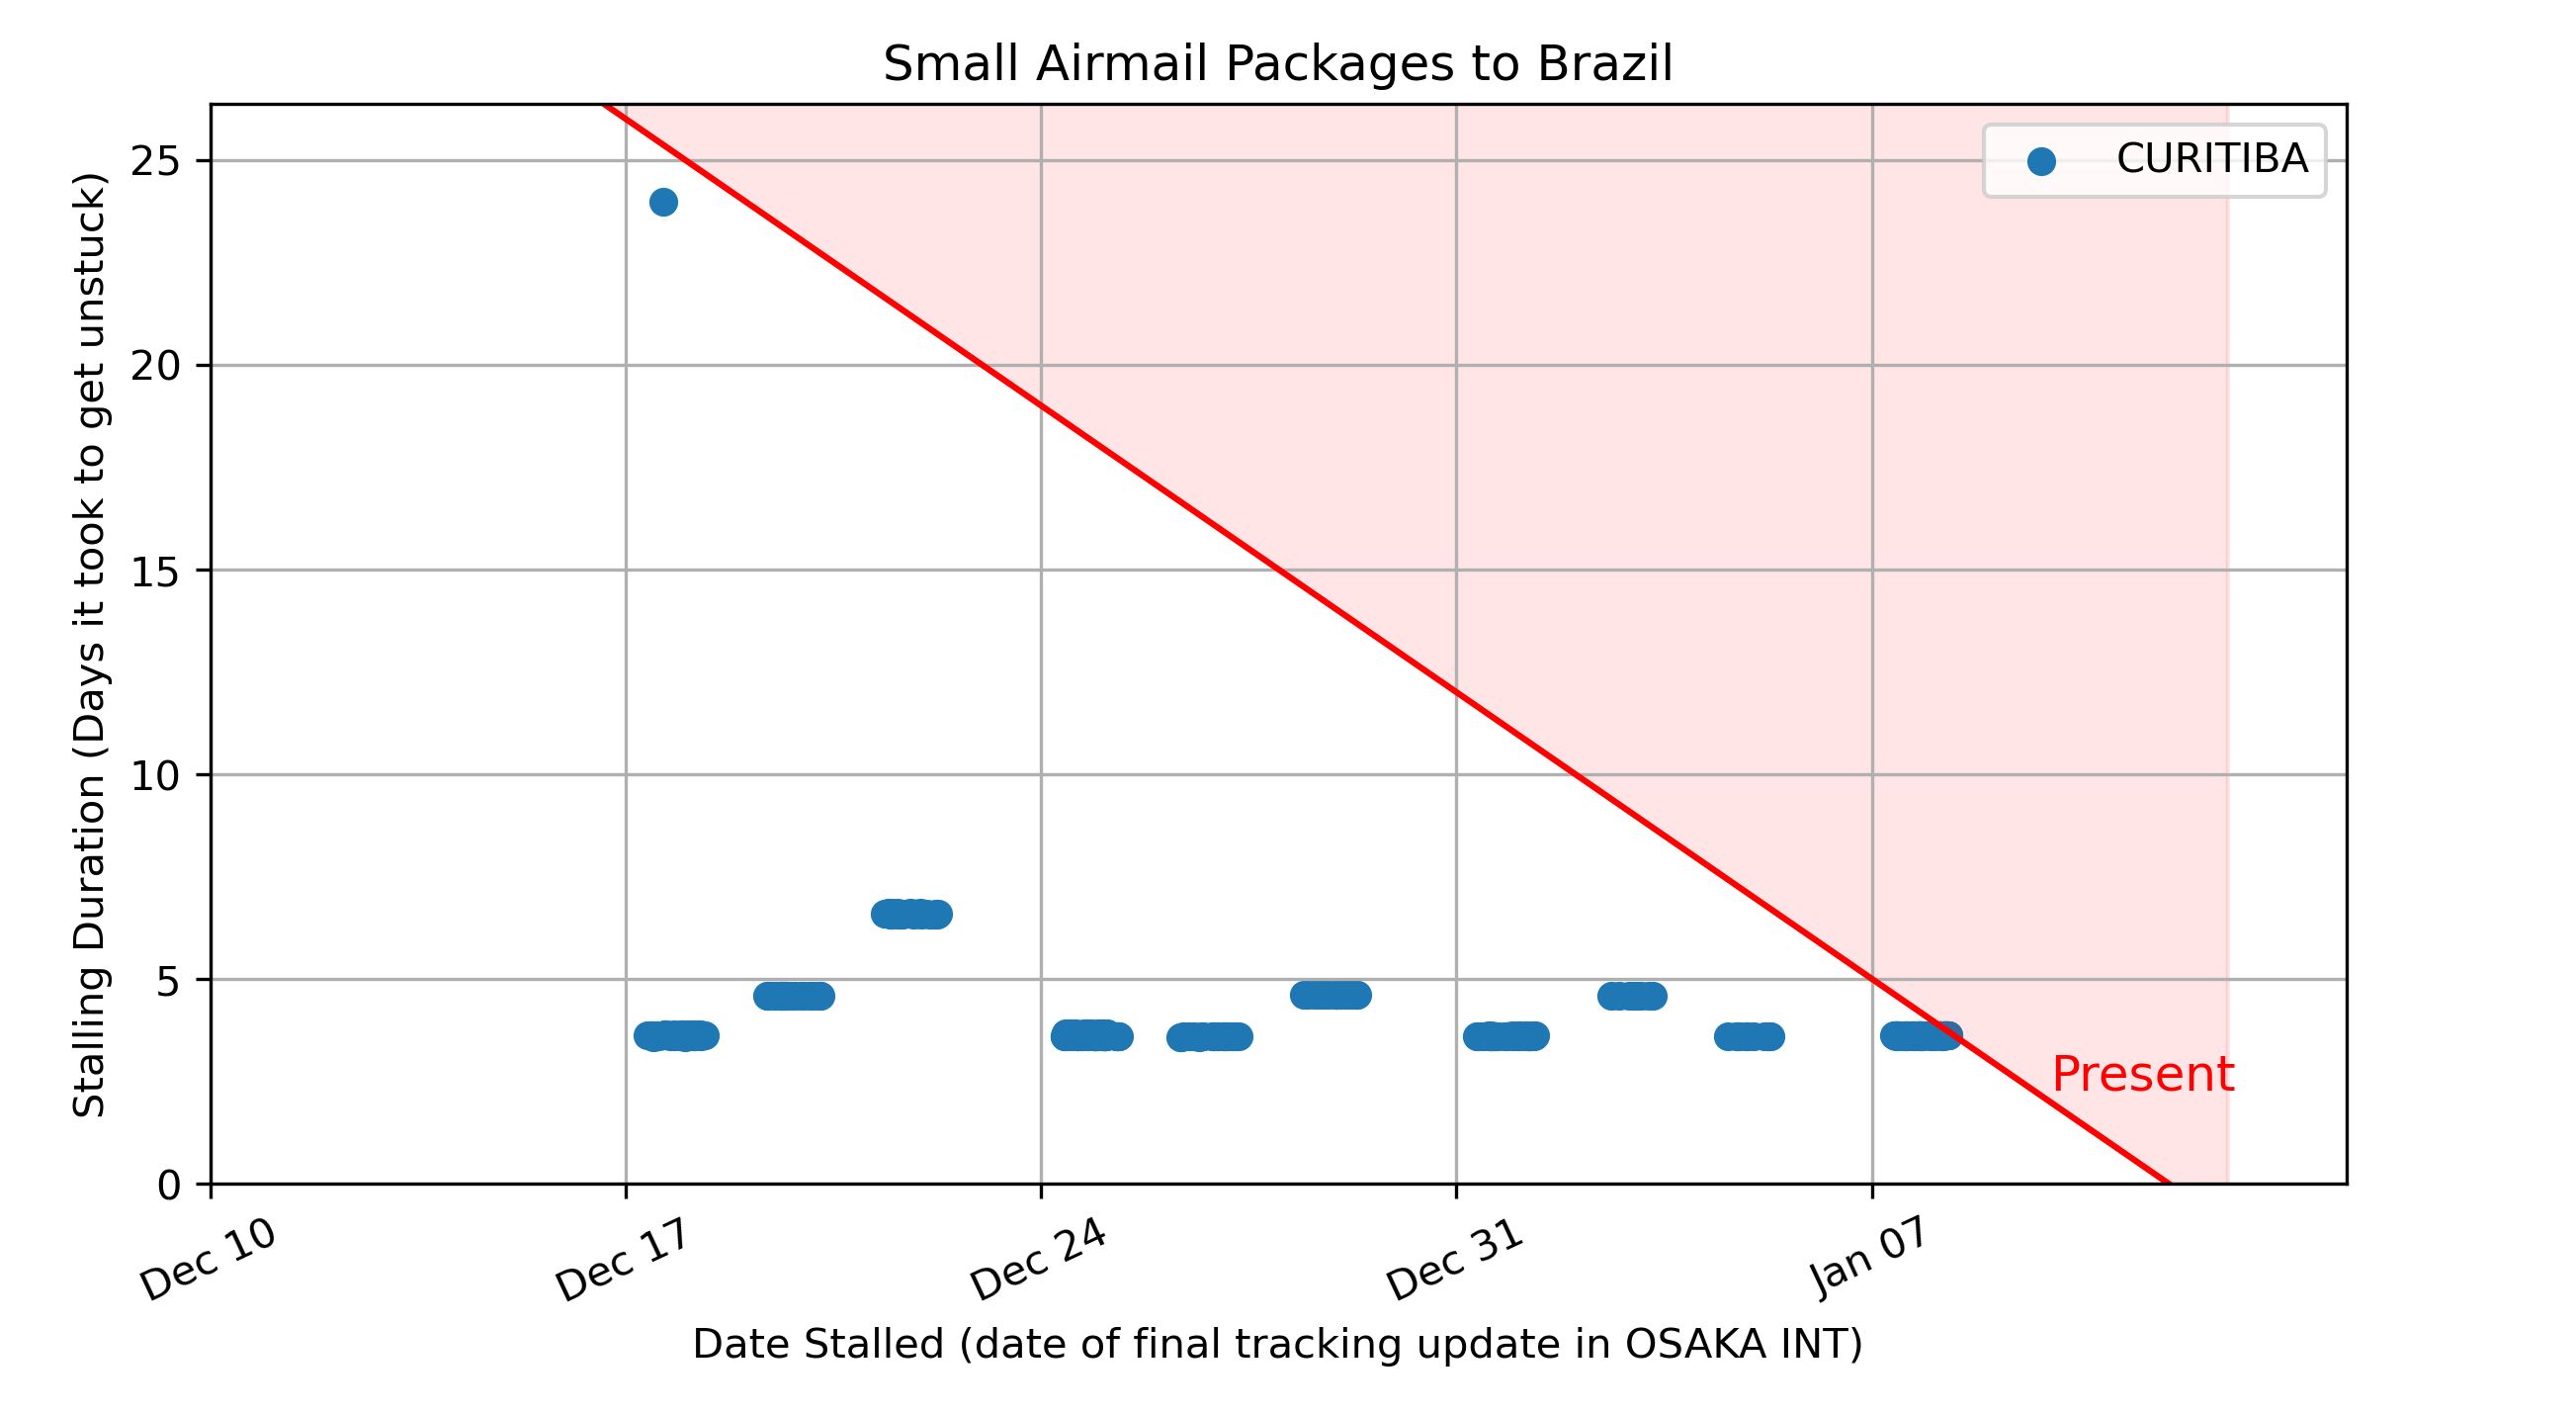 Small Airmail Packages to Brazil
CURITIBA
Stalling Duration (Days it took to get unstuck)
25
20
15
10
5
0
Present
Dec 10
Dec 17
Dec 24
Dec 31
Jan 07
Date Stalled (date of final tracking update in OSAKA INT)